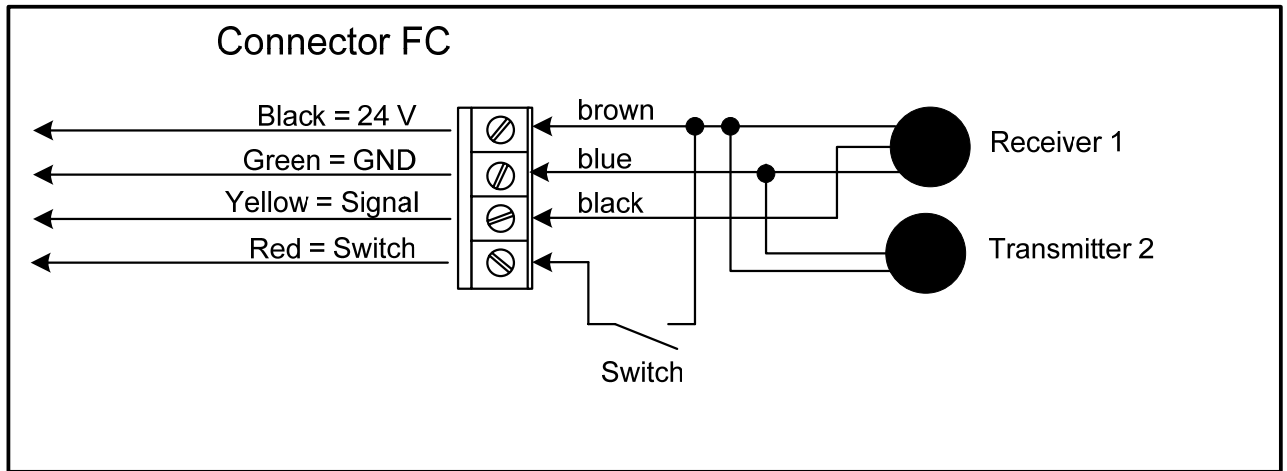 Connector FC
Black = 24 V
brown
Green = GND
blue
Receiver 1
Yellow = Signal
black
Red = Switch
Transmitter 2
Switch